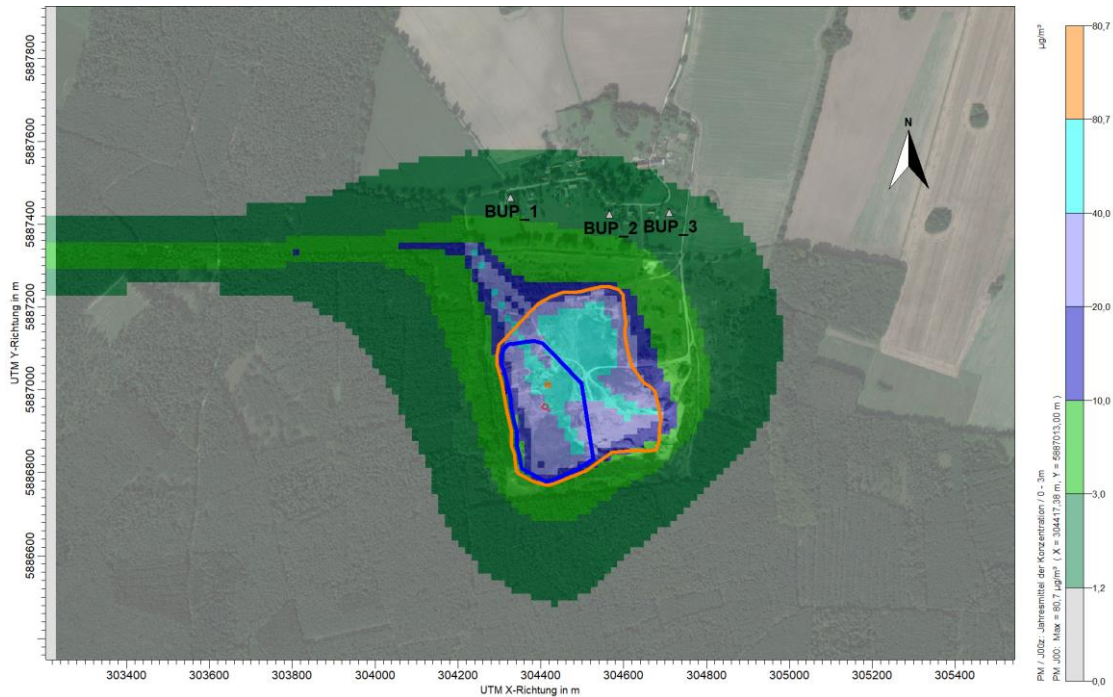 µg/m³
80,7
80,7
40,0
20,0
10,0
3,0
1,2
0,0
PM / J00z: Jahresmittel der Konzentration / 0 - 3m
PM J00: Max = 80,7 µg/m³ ( X = 304417,38 m, Y = 5887013,00 m )
N
BUP_1
BUP_2
BUP_3
UTM Y-Richtung in m
5887800
5887600
5887400
5887200
5887000
5886800
5886600
303400
303600
303800
304000
304200
304400
304600
304800
305000
305200
305400
UTM X-Richtung in m